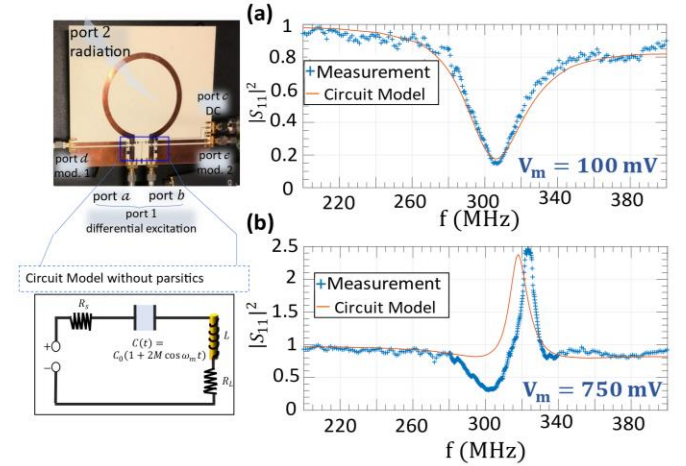 port 2
radiation
port c
DC
port d
mod. 1
port e
mod. 2
port a port b
port 1
differential excitation
Circuit Model without parsitics
R_s
C(t) =
C_0(1 + 2M cos ω_m t)
L
R_L
+
−
(a)
|S_11|^2
1
0.8
0.6
0.4
0.2
0
Measurement
Circuit Model
V_m = 100 mV
220 260 300 340 380
f (MHz)
(b)
|S_11|^2
2.5
2
1.5
1
0.5
0
Measurement
Circuit Model
V_m = 750 mV
220 260 300 340 380
f (MHz)